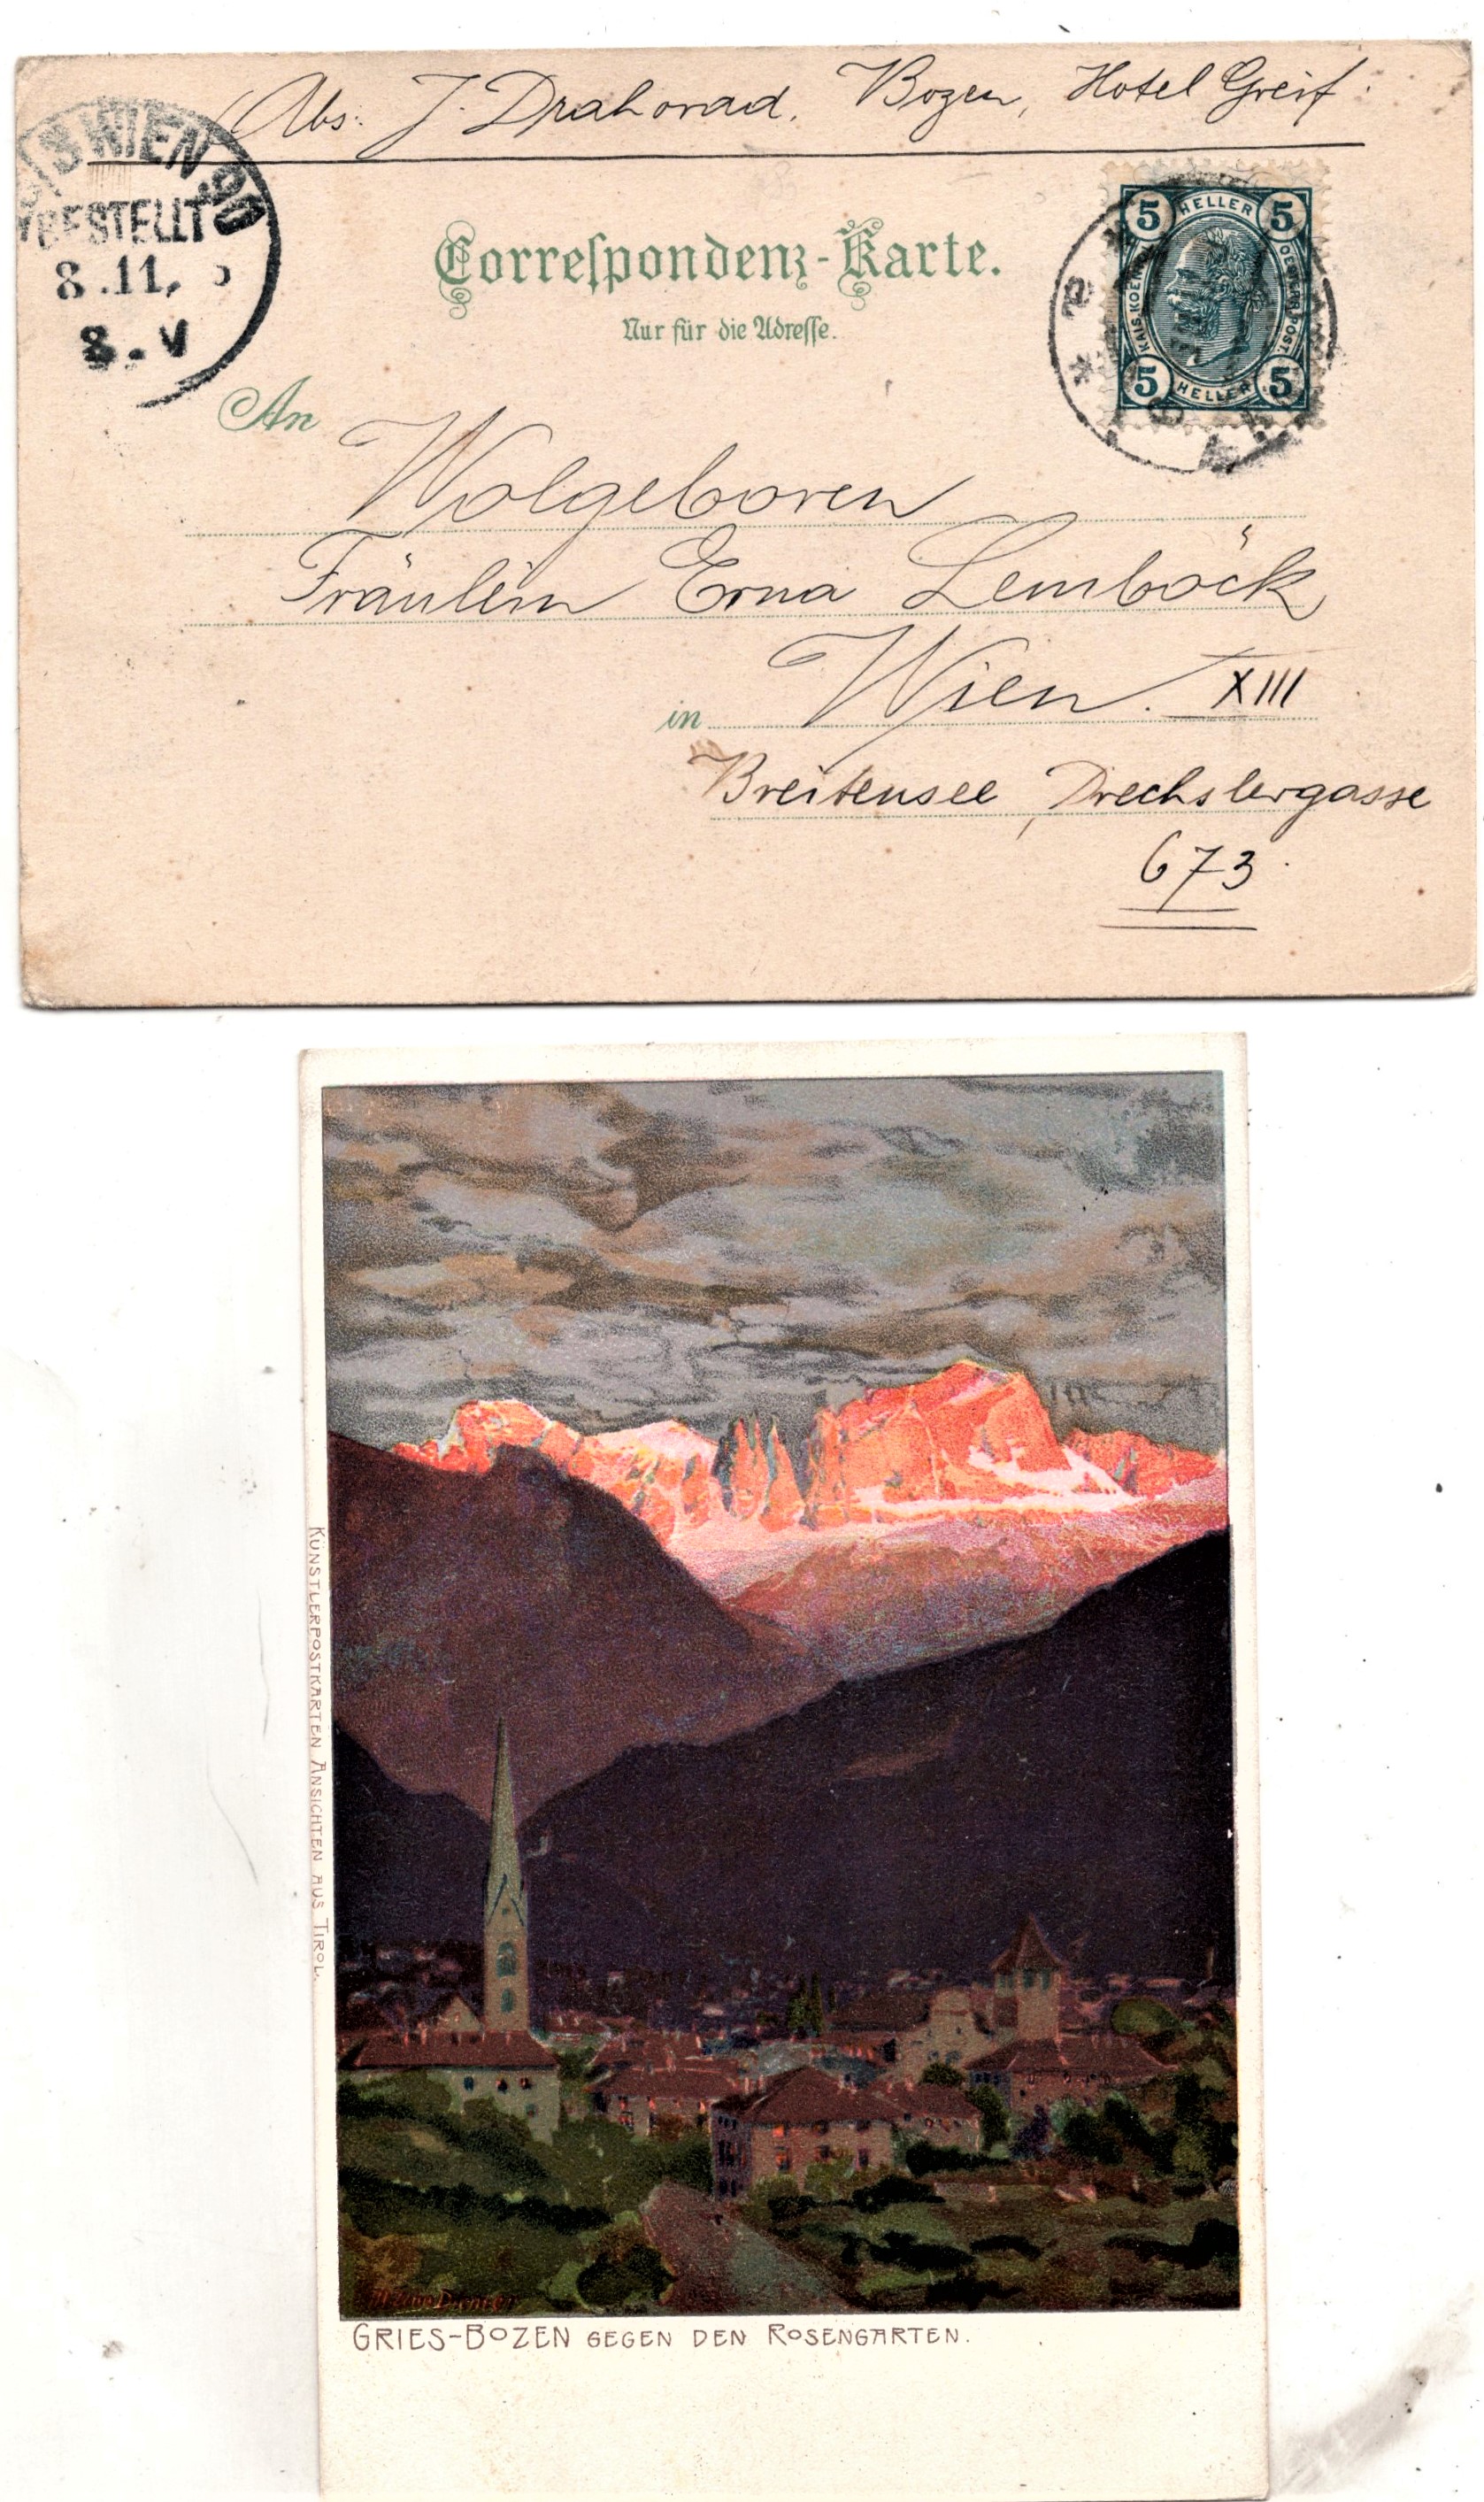 Abs. J. Drahorad, Bozen, Hotel Greif.
WIEN 90
BESTELLT
8.11.
8.-V
Correſpondenz-Karte.
Nur für die Adreſſe.
5 HELLER 5
KAIS. KOENIGL.
OESTERR. POST.
5 HELLER 5
An
Wolgeboren
Fräulein Erna Lemböck
in Wien. XIII
Breitensee, Drechslergasse
673.
KÜNSTLERPOSTKARTEN ANSICHTEN AUS TIROL.
GRIES-BOZEN GEGEN DEN ROSENGARTEN.